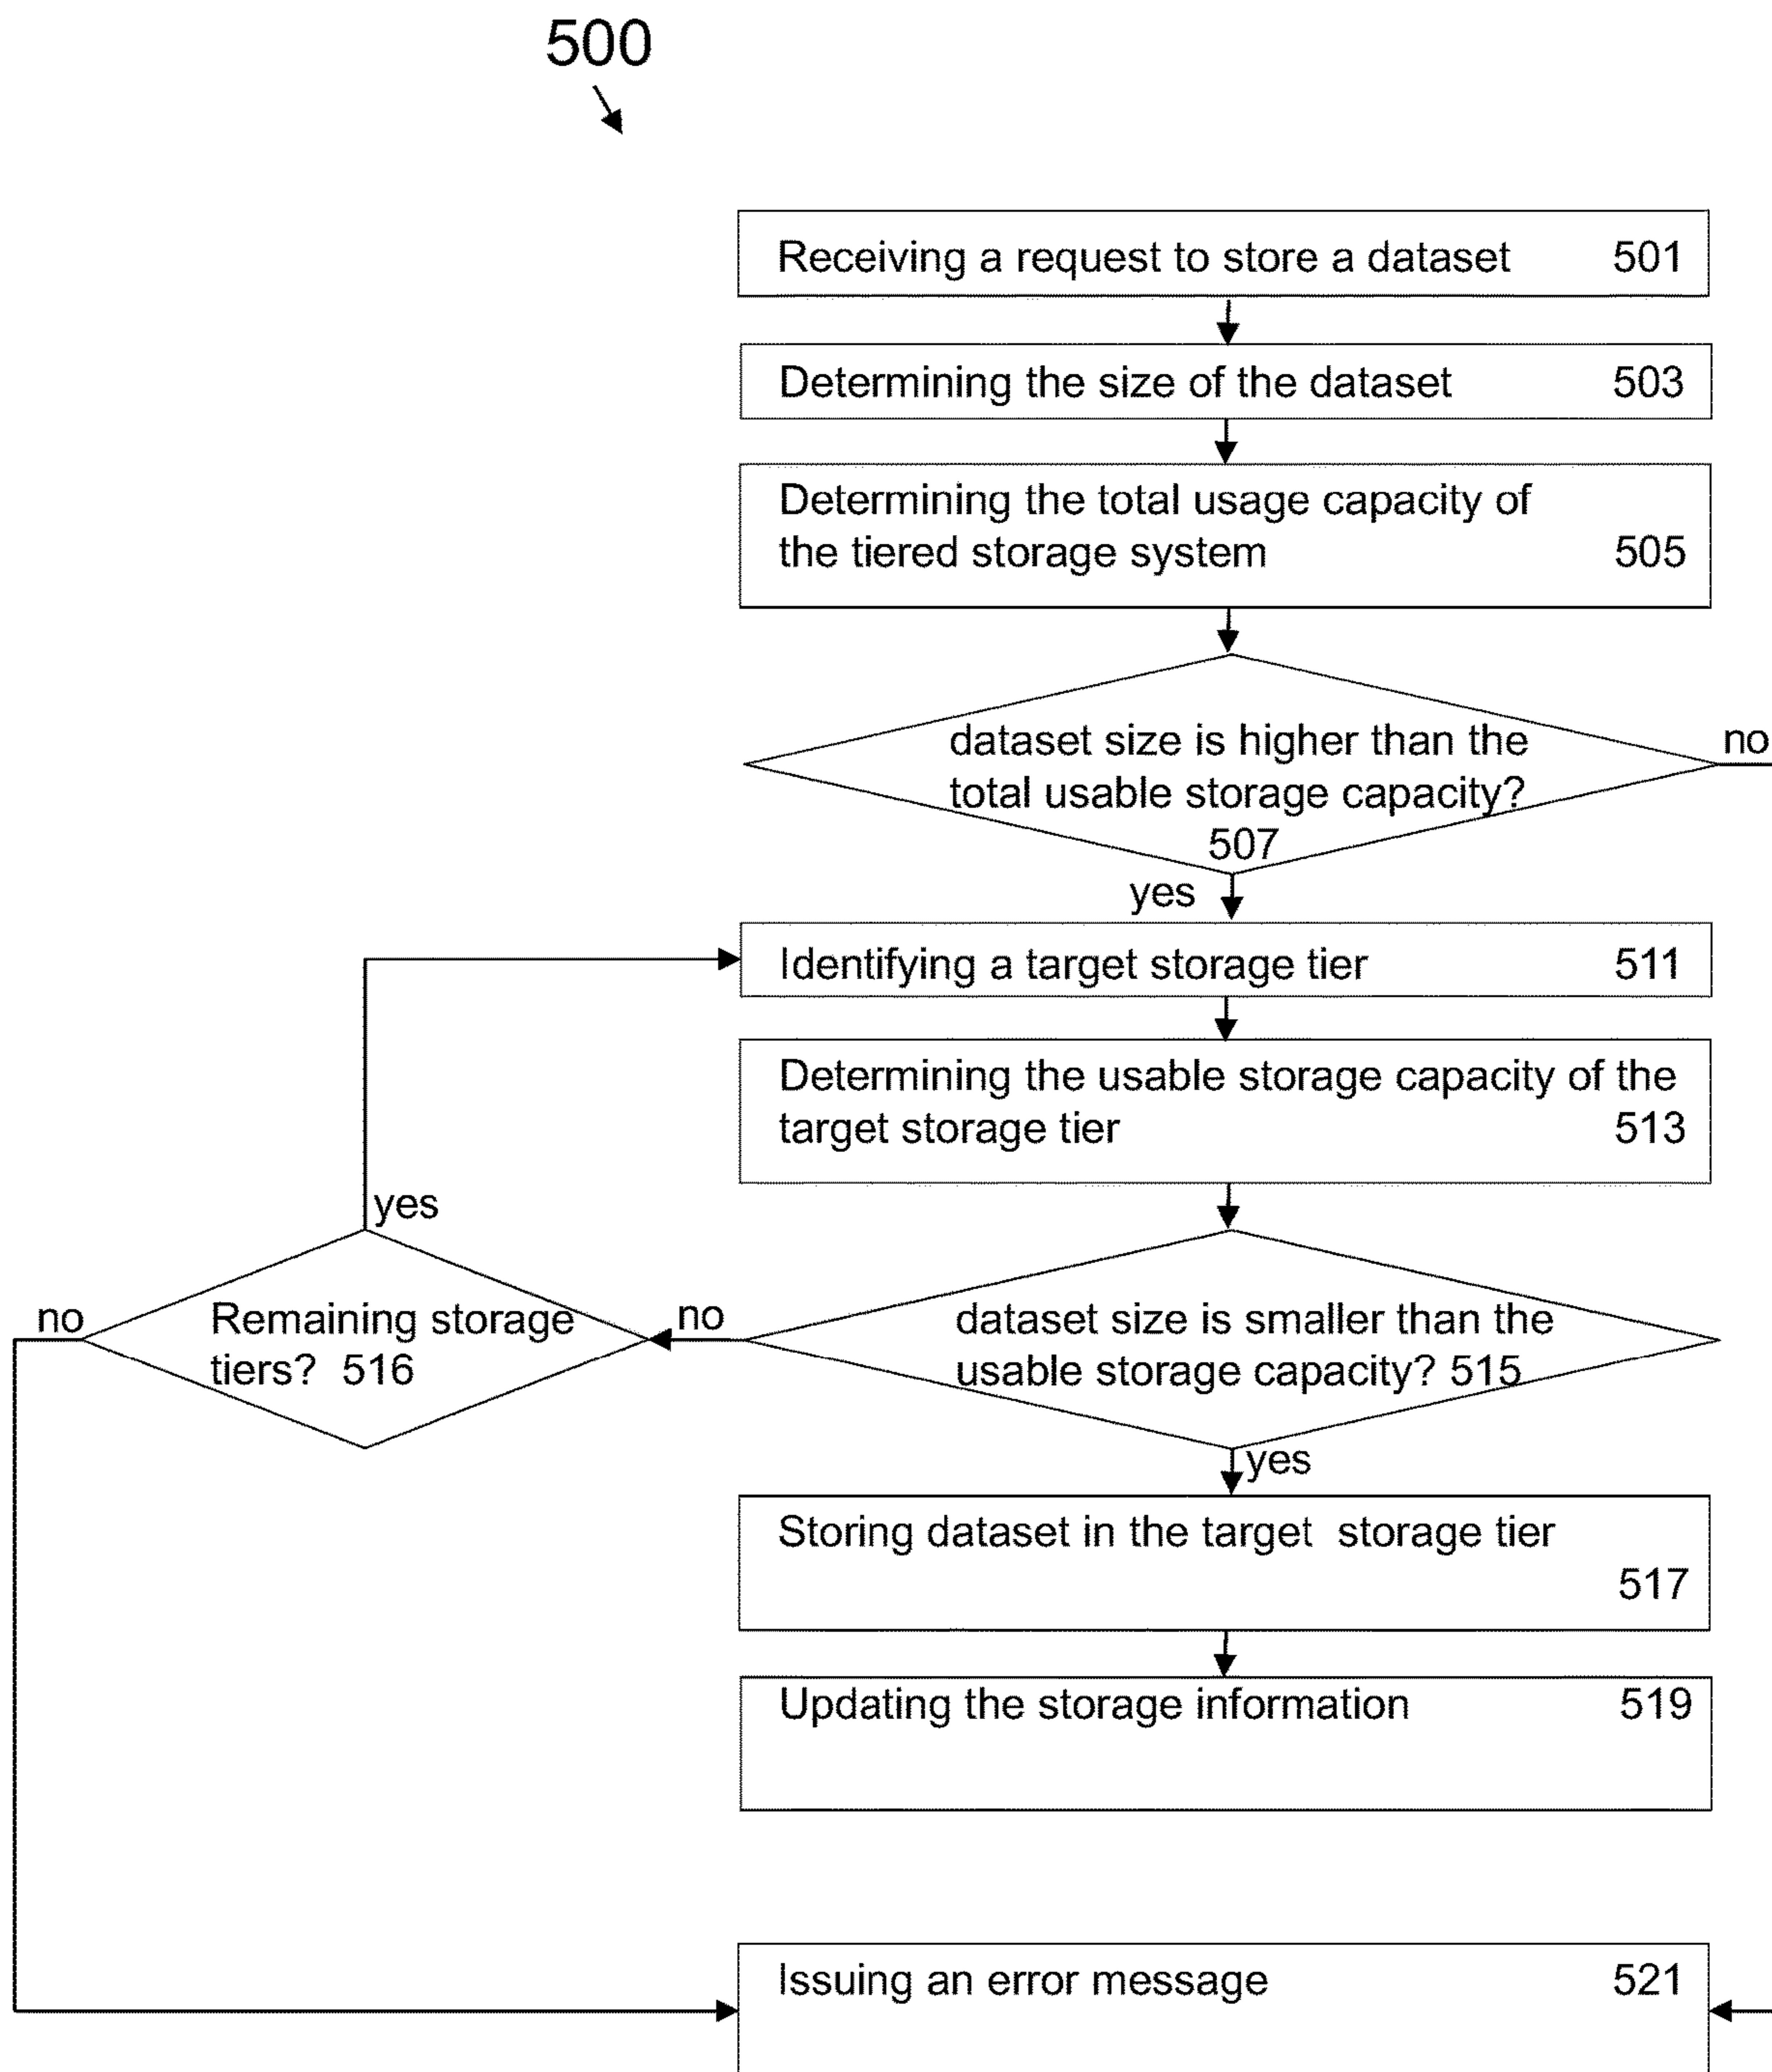 500
Receiving a request to store a dataset 501
Determining the size of the dataset 503
Determining the total usage capacity of
the tiered storage system 505
dataset size is higher than the
total usable storage capacity?
507
no
yes
Identifying a target storage tier 511
Determining the usable storage capacity of the
target storage tier 513
yes
no
Remaining storage
tiers? 516
no
dataset size is smaller than the
usable storage capacity? 515
yes
Storing dataset in the target storage tier
517
Updating the storage information 519
Issuing an error message 521